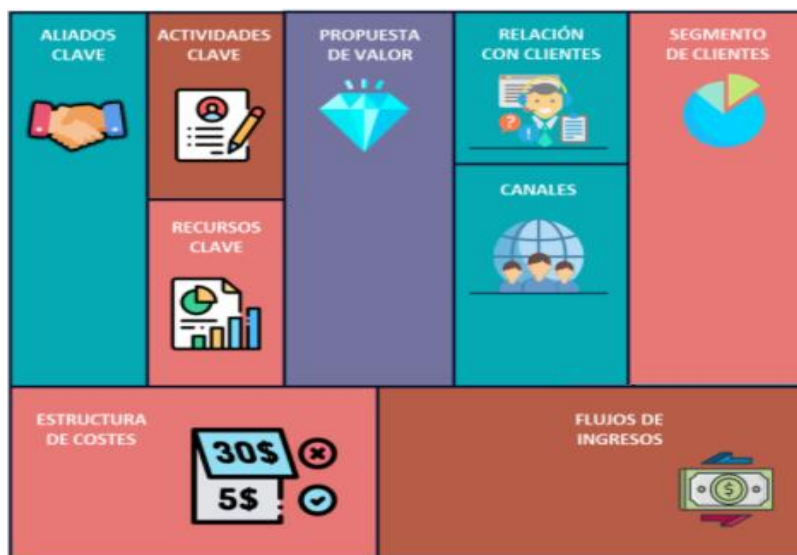 ALIADOS
CLAVE
ACTIVIDADES
CLAVE
PROPUESTA
DE VALOR
RELACIÓN
CON CLIENTES
SEGMENTO
DE CLIENTES
?
!
CANALES
RECURSOS
CLAVE
ESTRUCTURA
DE COSTES
30$
5$
FLUJOS DE
INGRESOS
$